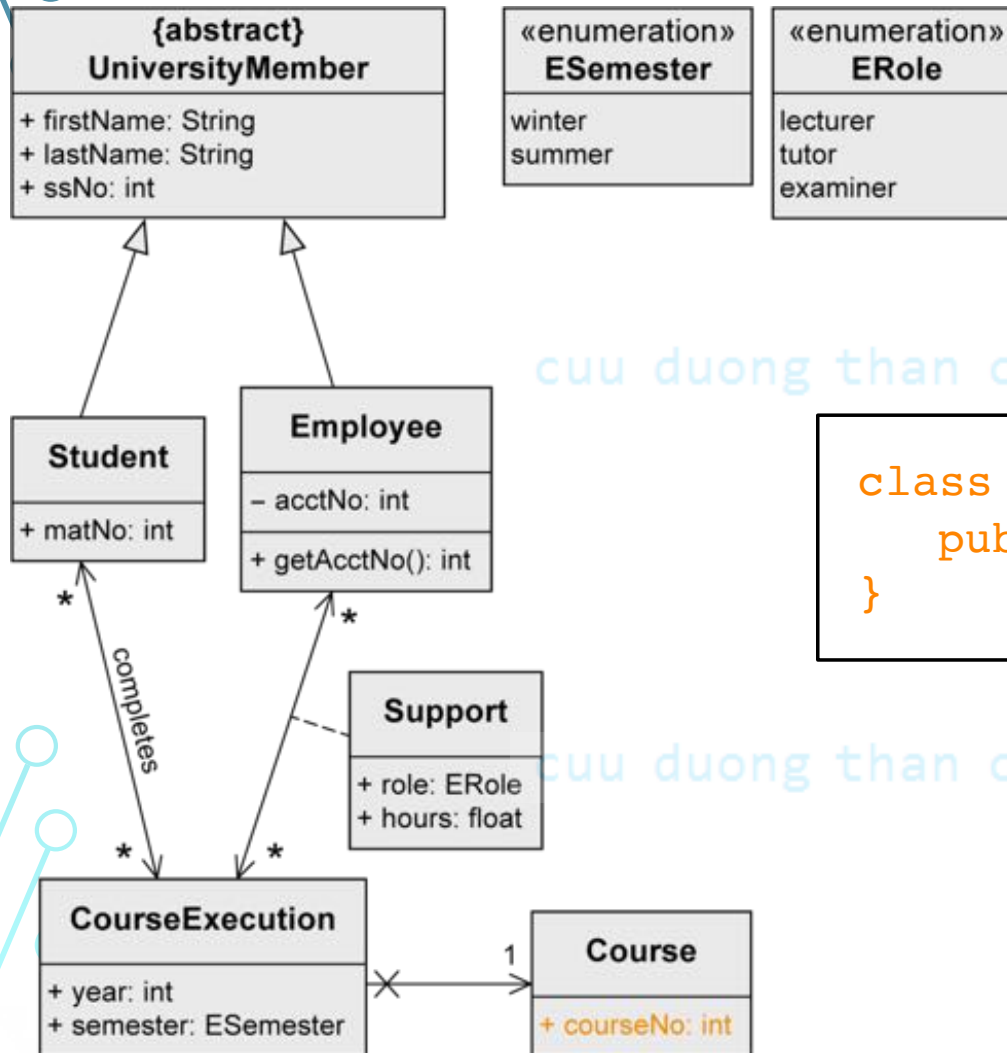 {abstract}
UniversityMember
+ firstName: String
+ lastName: String
+ ssNo: int
«enumeration»
ESemester
winter
summer
«enumeration»
ERole
lecturer
tutor
examiner
cuu duong than c
Student
+ matNo: int
Employee
– acctNo: int
+ getAcctNo(): int
class
pub
}
*
*
completes
Support
+ role: ERole
+ hours: float
cuu duong than c
*
*
CourseExecution
+ year: int
+ semester: ESemester
1
Course
+ courseNo: int